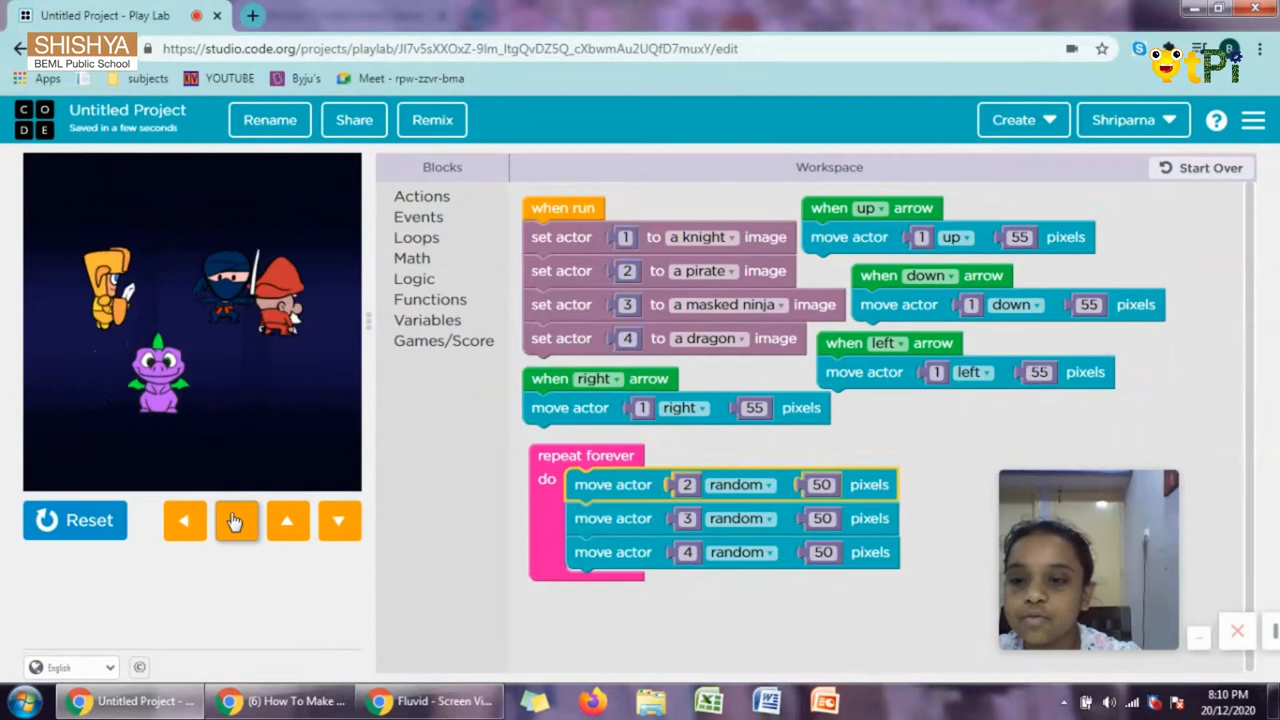 Untitled Project - Play Lab
SHISHYA
BEML Public School
https://studio.code.org/projects/playlab/JI7v5sXXOxZ-9Im_ItgQvDZ5Q_cXbwmAu2UQfD7muxY/edit
Apps
subjects
YOUTUBE
Byju's
Meet - rpw-zzvr-bma
CODE
Untitled Project
Saved in a few seconds
Rename
Share
Remix
Create
Shriparna
?
Blocks
Workspace
Start Over
Actions
Events
Loops
Math
Logic
Functions
Variables
Games/Score
when run
set actor 1 to a knight image
set actor 2 to a pirate image
set actor 3 to a masked ninja image
set actor 4 to a dragon image
when up arrow
move actor 1 up 55 pixels
when down arrow
move actor 1 down 55 pixels
when left arrow
move actor 1 left 55 pixels
when right arrow
move actor 1 right 55 pixels
repeat forever
do move actor 2 random 50 pixels
move actor 3 random 50 pixels
move actor 4 random 50 pixels
Reset
English
©
Untitled Project - ...
(6) How To Make ...
Fluvid - Screen Vi...
8:10 PM
20/12/2020